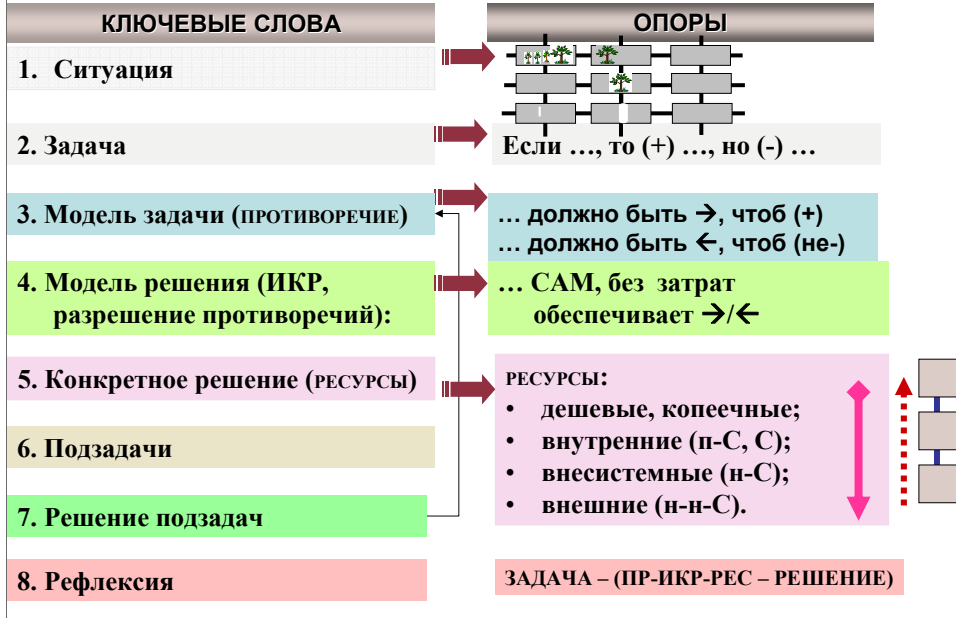 КЛЮЧЕВЫЕ СЛОВА
ОПОРЫ
1. Ситуация
2. Задача
Если …, то (+) …, но (-) …
3. Модель задачи (ПРОТИВОРЕЧИЕ)
… должно быть →, чтоб (+)
… должно быть ←, чтоб (не-)
4. Модель решения (ИКР,
разрешение противоречий):
… САМ, без затрат
обеспечивает →/←
5. Конкретное решение (РЕСУРСЫ)
РЕСУРСЫ:
• дешевые, копеечные;
• внутренние (п-С, С);
• внесистемные (н-С);
• внешние (н-н-С).
6. Подзадачи
7. Решение подзадач
8. Рефлексия
ЗАДАЧА – (ПР-ИКР-РЕС – РЕШЕНИЕ)